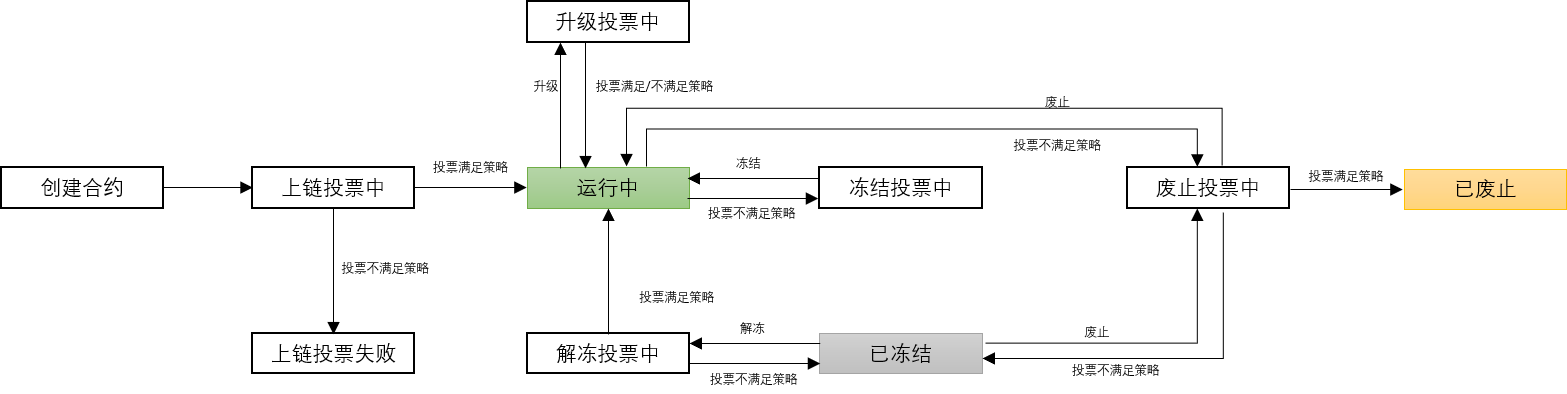 升级投票中
升级
投票满足/不满足策略
废止
投票不满足策略
创建合约
上链投票中
投票满足策略
运行中
冻结
投票不满足策略
冻结投票中
废止投票中
投票满足策略
已废止
投票不满足策略
投票满足策略
上链投票失败
解冻投票中
解冻
投票不满足策略
已冻结
废止
投票不满足策略